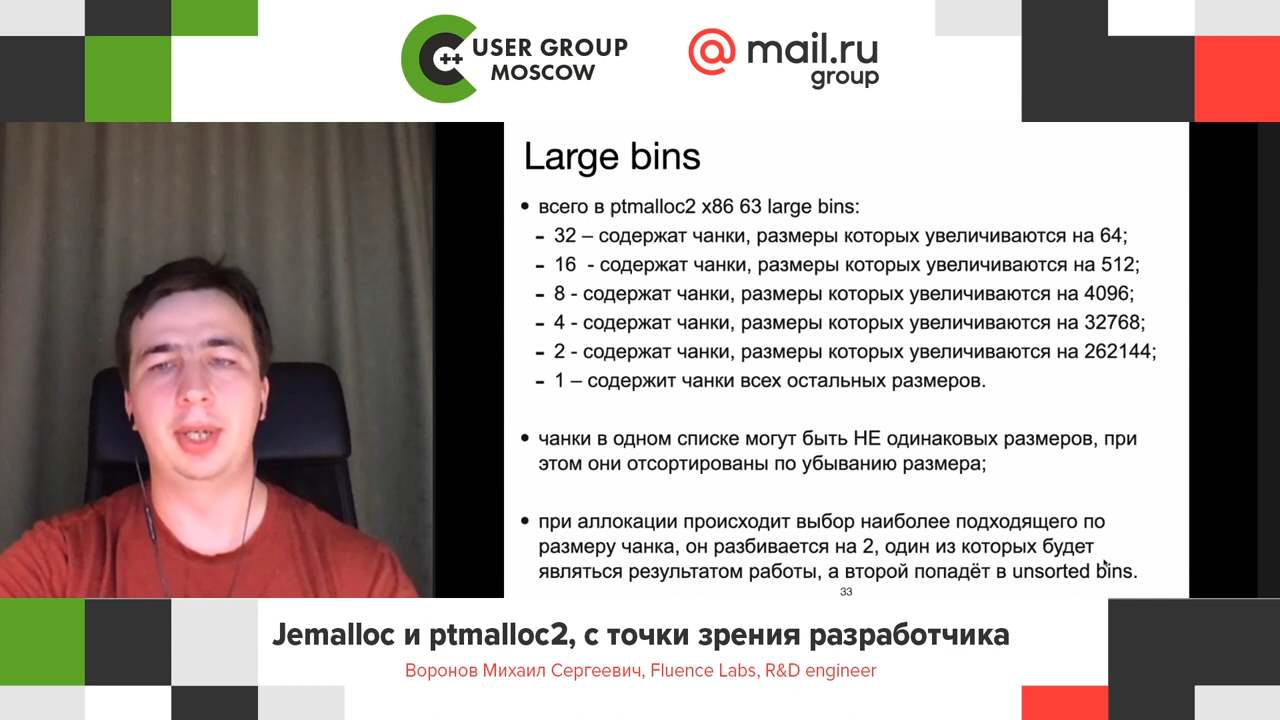 C++ USER GROUP
MOSCOW
@ mail.ru
group
Large bins
• всего в ptmalloc2 x86 63 large bins:
- 32 – содержат чанки, размеры которых увеличиваются на 64;
- 16 - содержат чанки, размеры которых увеличиваются на 512;
- 8 - содержат чанки, размеры которых увеличиваются на 4096;
- 4 - содержат чанки, размеры которых увеличиваются на 32768;
- 2 - содержат чанки, размеры которых увеличиваются на 262144;
- 1 – содержит чанки всех остальных размеров.
• чанки в одном списке могут быть НЕ одинаковых размеров, при
этом они отсортированы по убыванию размера;
• при аллокации происходит выбор наиболее подходящего по
размеру чанка, он разбивается на 2, один из которых будет
являться результатом работы, а второй попадёт в unsorted bins.
33
Jemalloc и ptmalloc2, с точки зрения разработчика
Воронов Михаил Сергеевич, Fluence Labs, R&D engineer